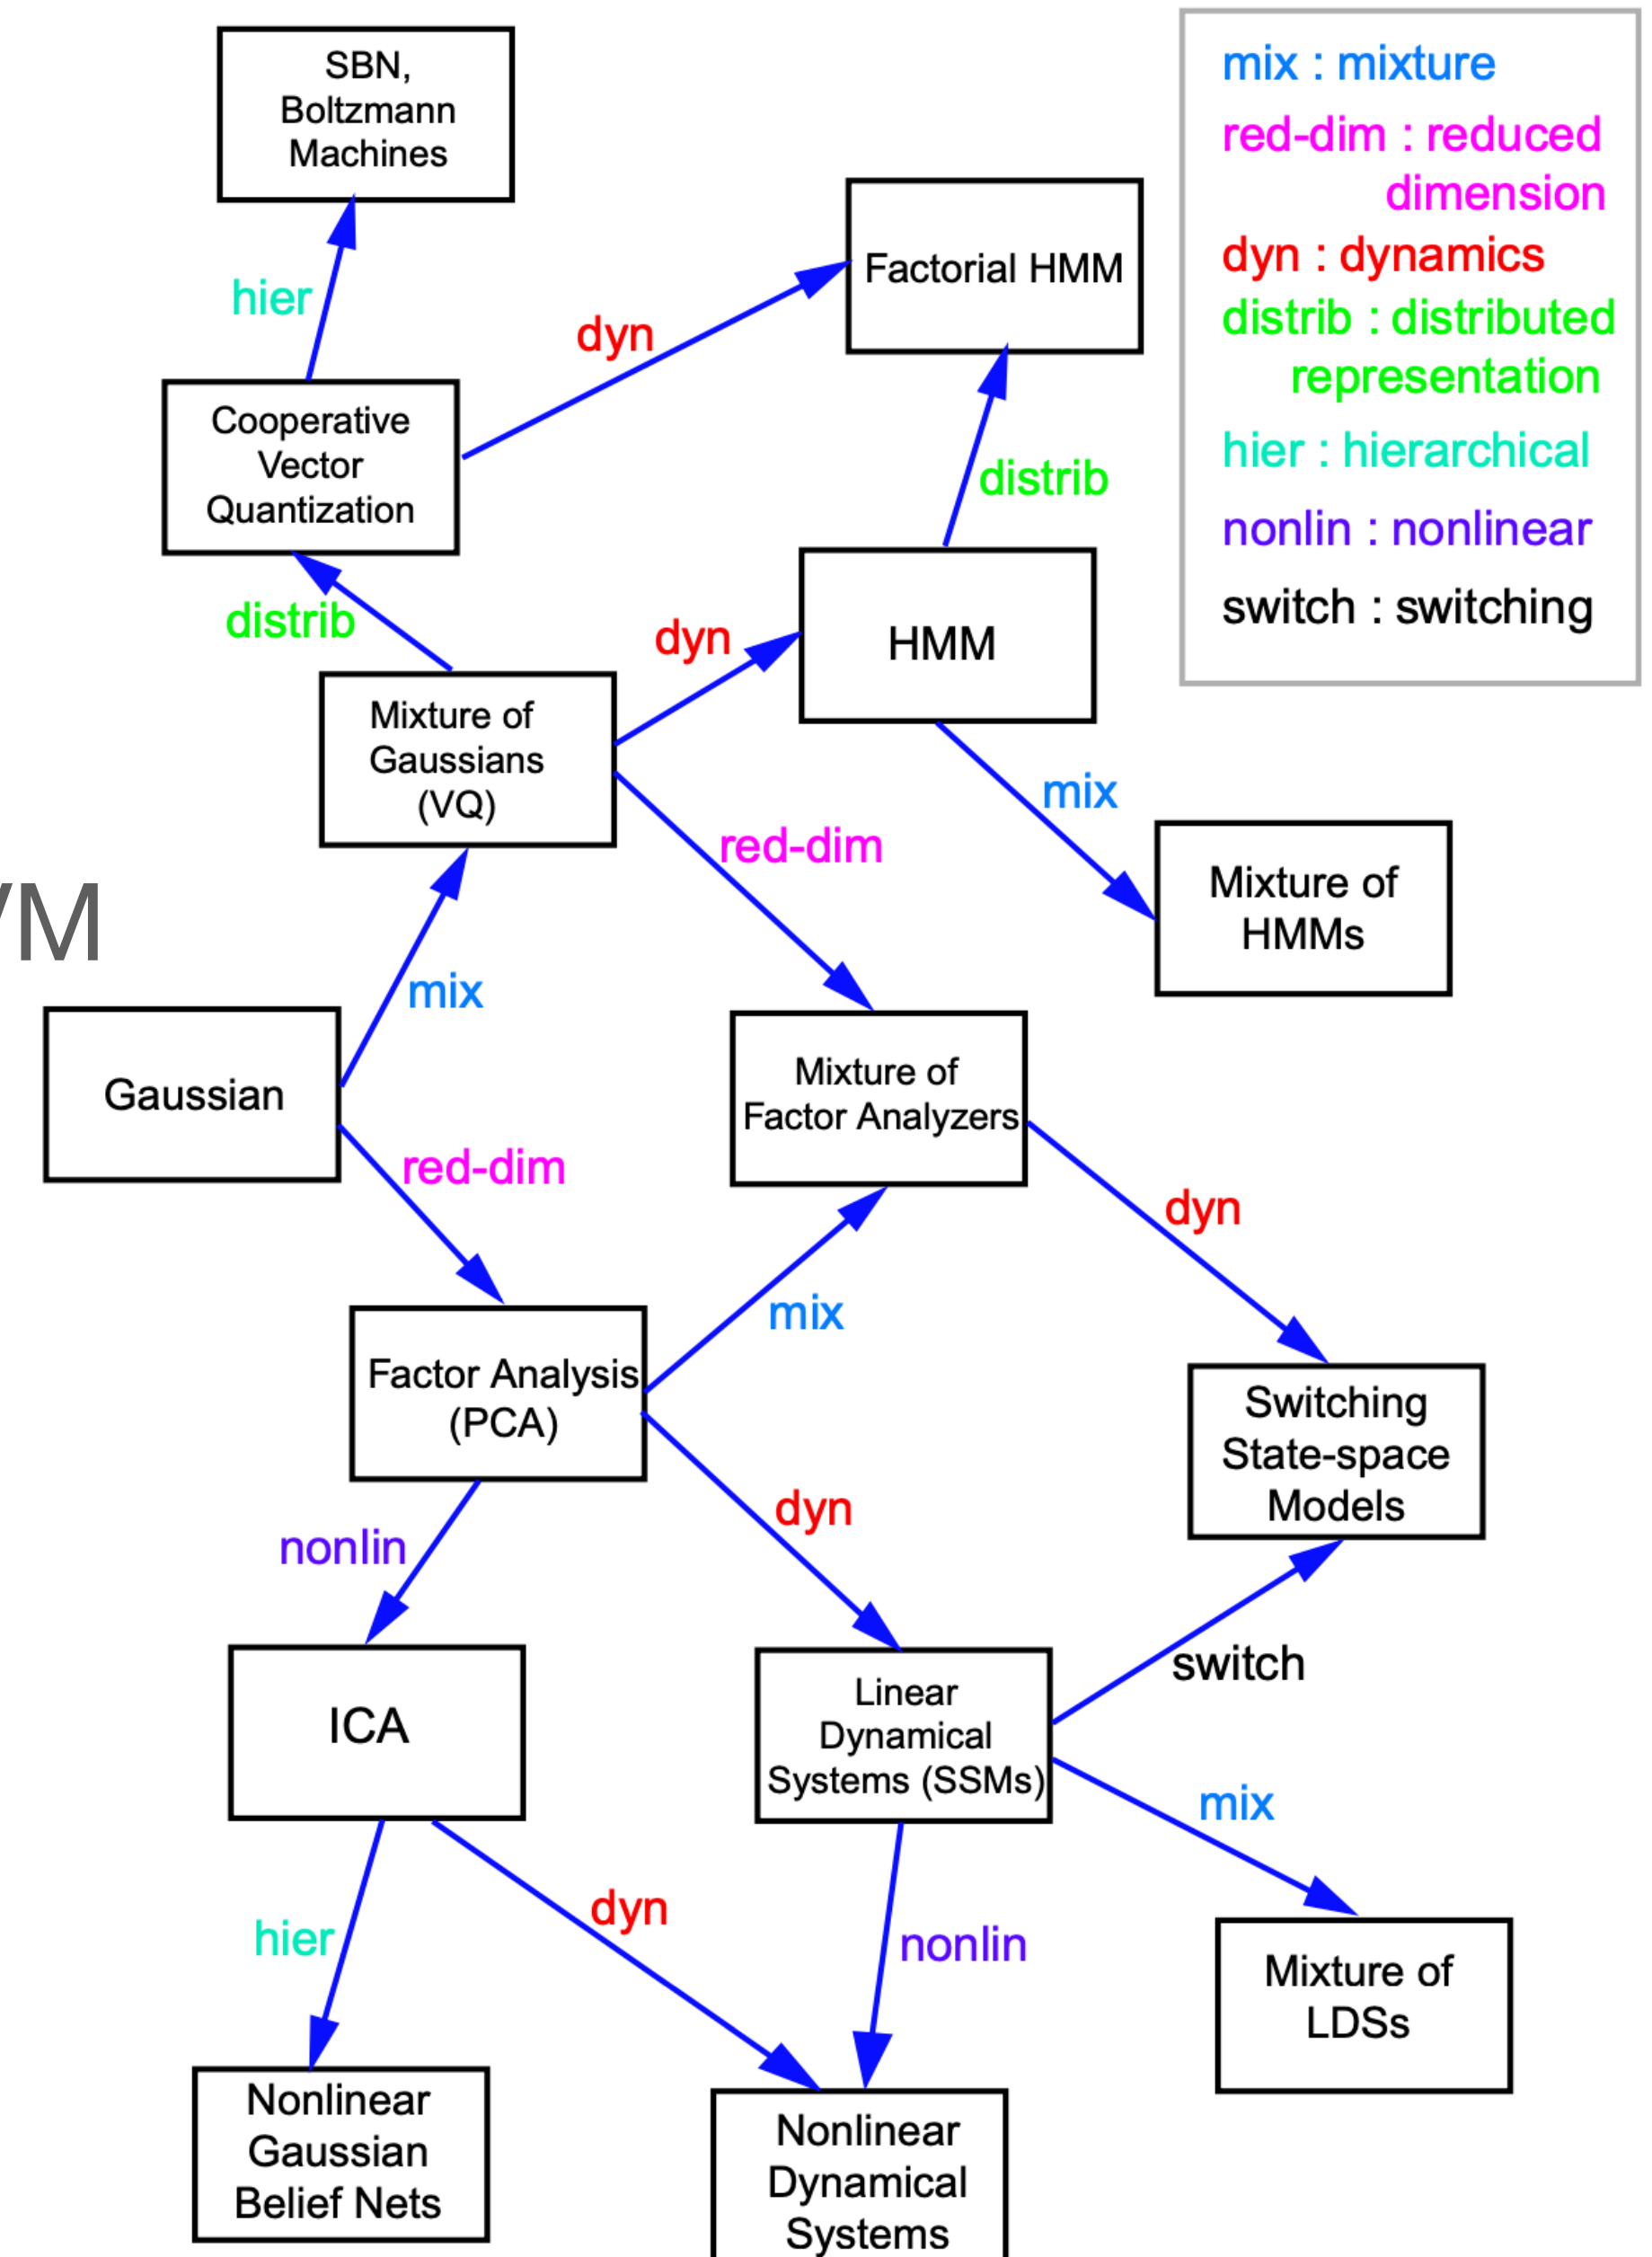 SBN,
Boltzmann
Machines
mix : mixture
red-dim : reduced
dimension
dyn : dynamics
distrib : distributed
representation
hier : hierarchical
nonlin : nonlinear
switch : switching
Factorial HMM
hier
dyn
Cooperative
Vector
Quantization
distrib
distrib
dyn
HMM
Mixture of
Gaussians
(VQ)
mix
red-dim
Mixture of
HMMs
VM
mix
Gaussian
Mixture of
Factor Analyzers
red-dim
dyn
mix
Factor Analysis
(PCA)
Switching
State-space
Models
dyn
nonlin
switch
ICA
Linear
Dynamical
Systems (SSMs)
mix
dyn
hier
nonlin
Mixture of
LDSs
Nonlinear
Gaussian
Belief Nets
Nonlinear
Dynamical
Systems